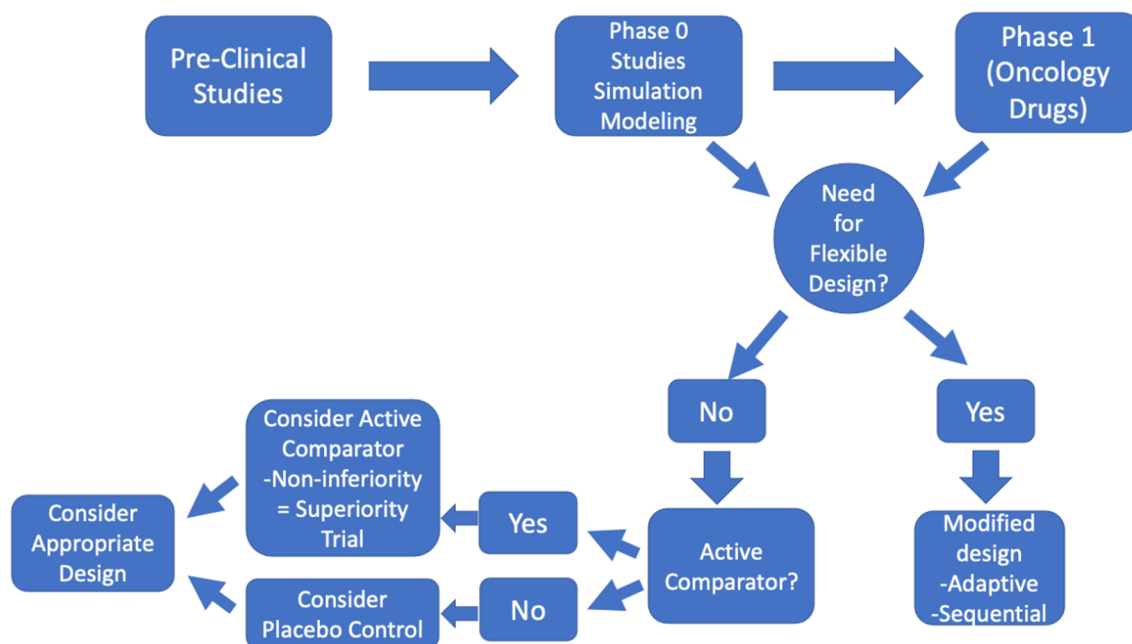 Pre-Clinical
Studies
Phase 0
Studies
Simulation
Modeling
Phase 1
(Oncology
Drugs)
Need
for
Flexible
Design?
No
Yes
Consider Active
Comparator
-Non-inferiority
= Superiority
Trial
Yes
Active
Comparator?
Modified
design
-Adaptive
-Sequential
Consider
Appropriate
Design
No
Consider
Placebo Control